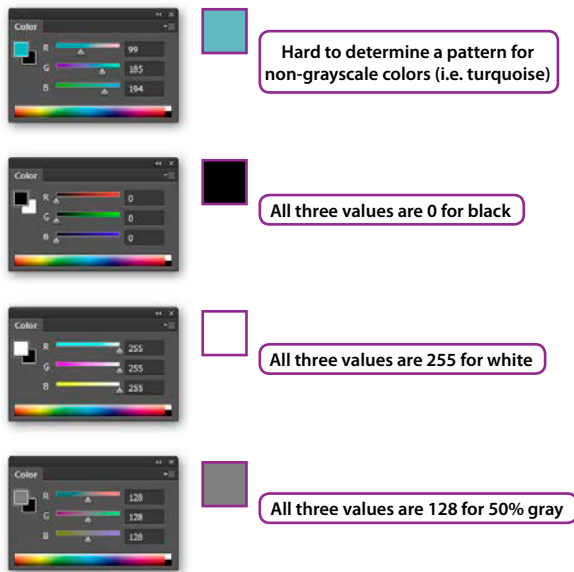 Color
R 99
G 185
B 194
Hard to determine a pattern for
non-grayscale colors (i.e. turquoise)
Color
R 0
G 0
B 0
All three values are 0 for black
Color
R 255
G 255
B 255
All three values are 255 for white
Color
R 128
G 128
B 128
All three values are 128 for 50% gray